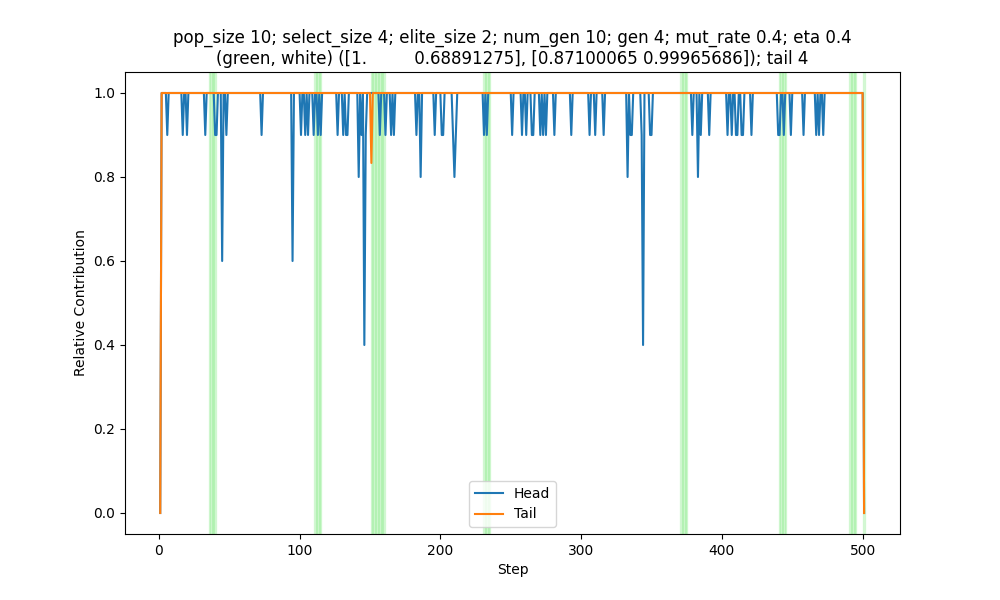 pop_size 10; select_size 4; elite_size 2; num_gen 10; gen 4; mut_rate 0.4; eta 0.4
(green, white) ([1.         0.68891275], [0.87100065 0.99965686]); tail 4
1.0
0.8
0.6
0.4
0.2
0.0
Relative Contribution
Head
Tail
0 100 200 300 400 500
Step